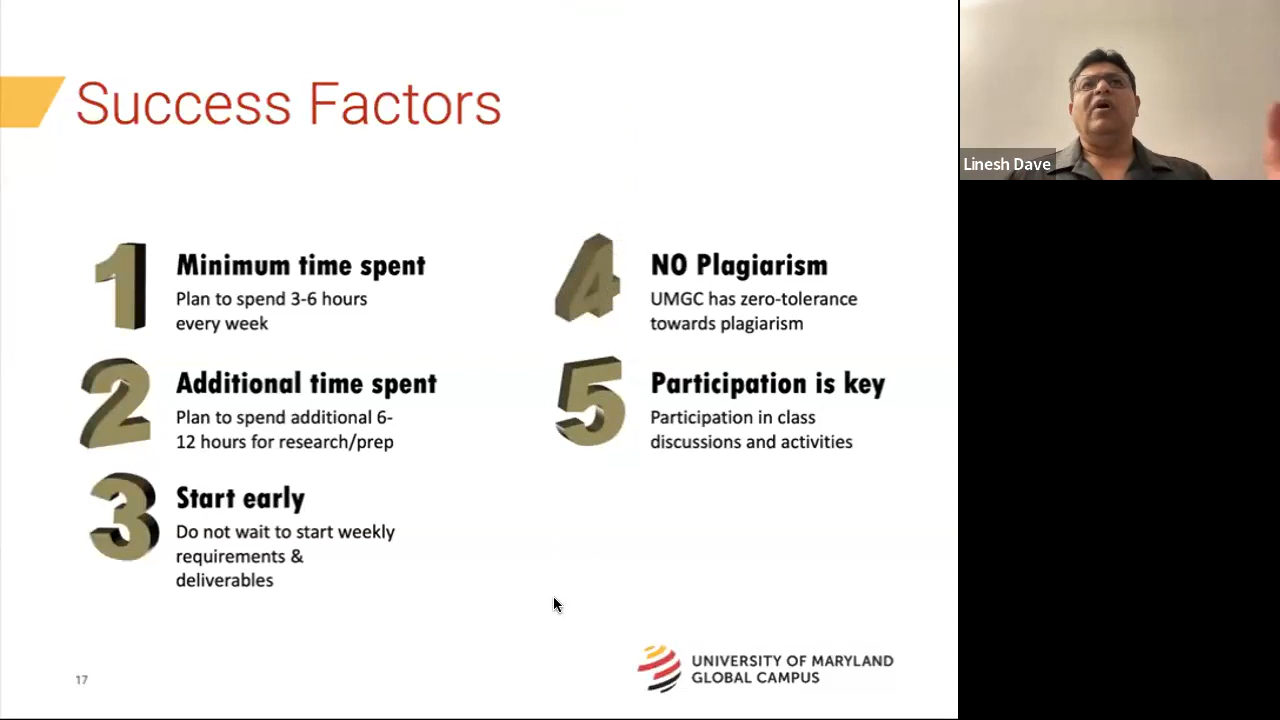 Success Factors
1
Minimum time spent
Plan to spend 3-6 hours
every week
2
Additional time spent
Plan to spend additional 6-
12 hours for research/prep
3
Start early
Do not wait to start weekly
requirements &
deliverables
4
NO Plagiarism
UMGC has zero-tolerance
towards plagiarism
5
Participation is key
Participation in class
discussions and activities
17
UNIVERSITY OF MARYLAND
GLOBAL CAMPUS
Linesh Dave